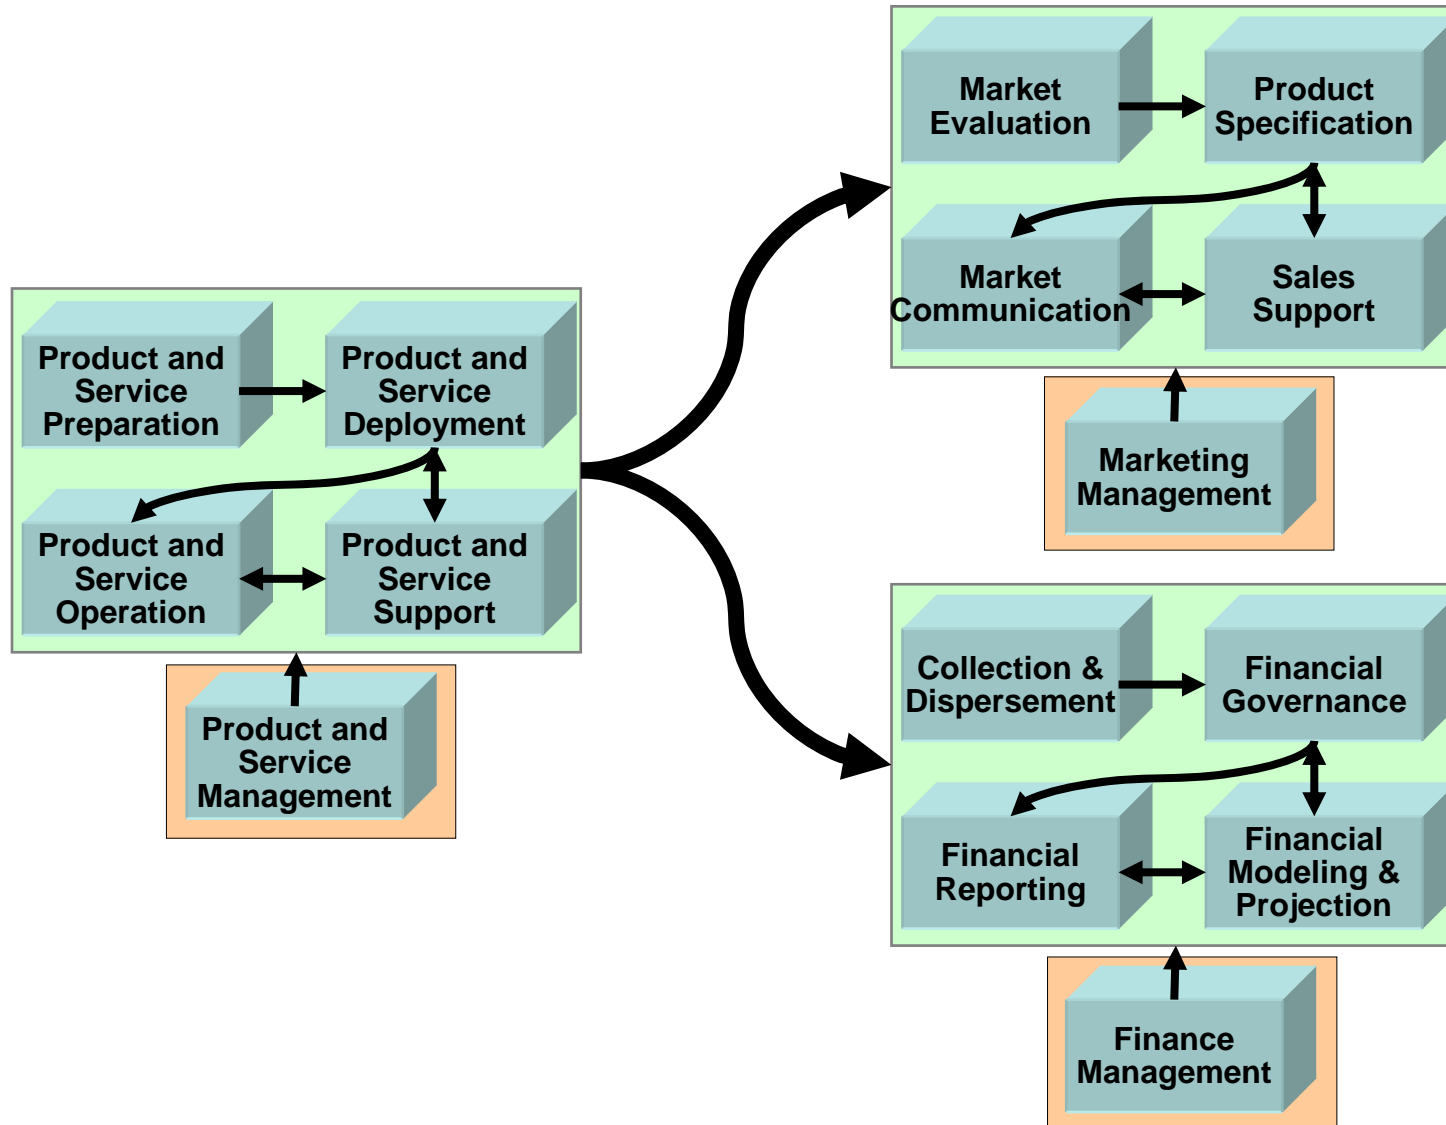 Market
Evaluation
Product
Specification
Market
Communication
Sales
Support
Marketing
Management
Product and
Service
Preparation
Product and
Service
Deployment
Product and
Service
Operation
Product and
Service
Support
Product and
Service
Management
Collection &
Dispersement
Financial
Governance
Financial
Reporting
Financial
Modeling &
Projection
Finance
Management